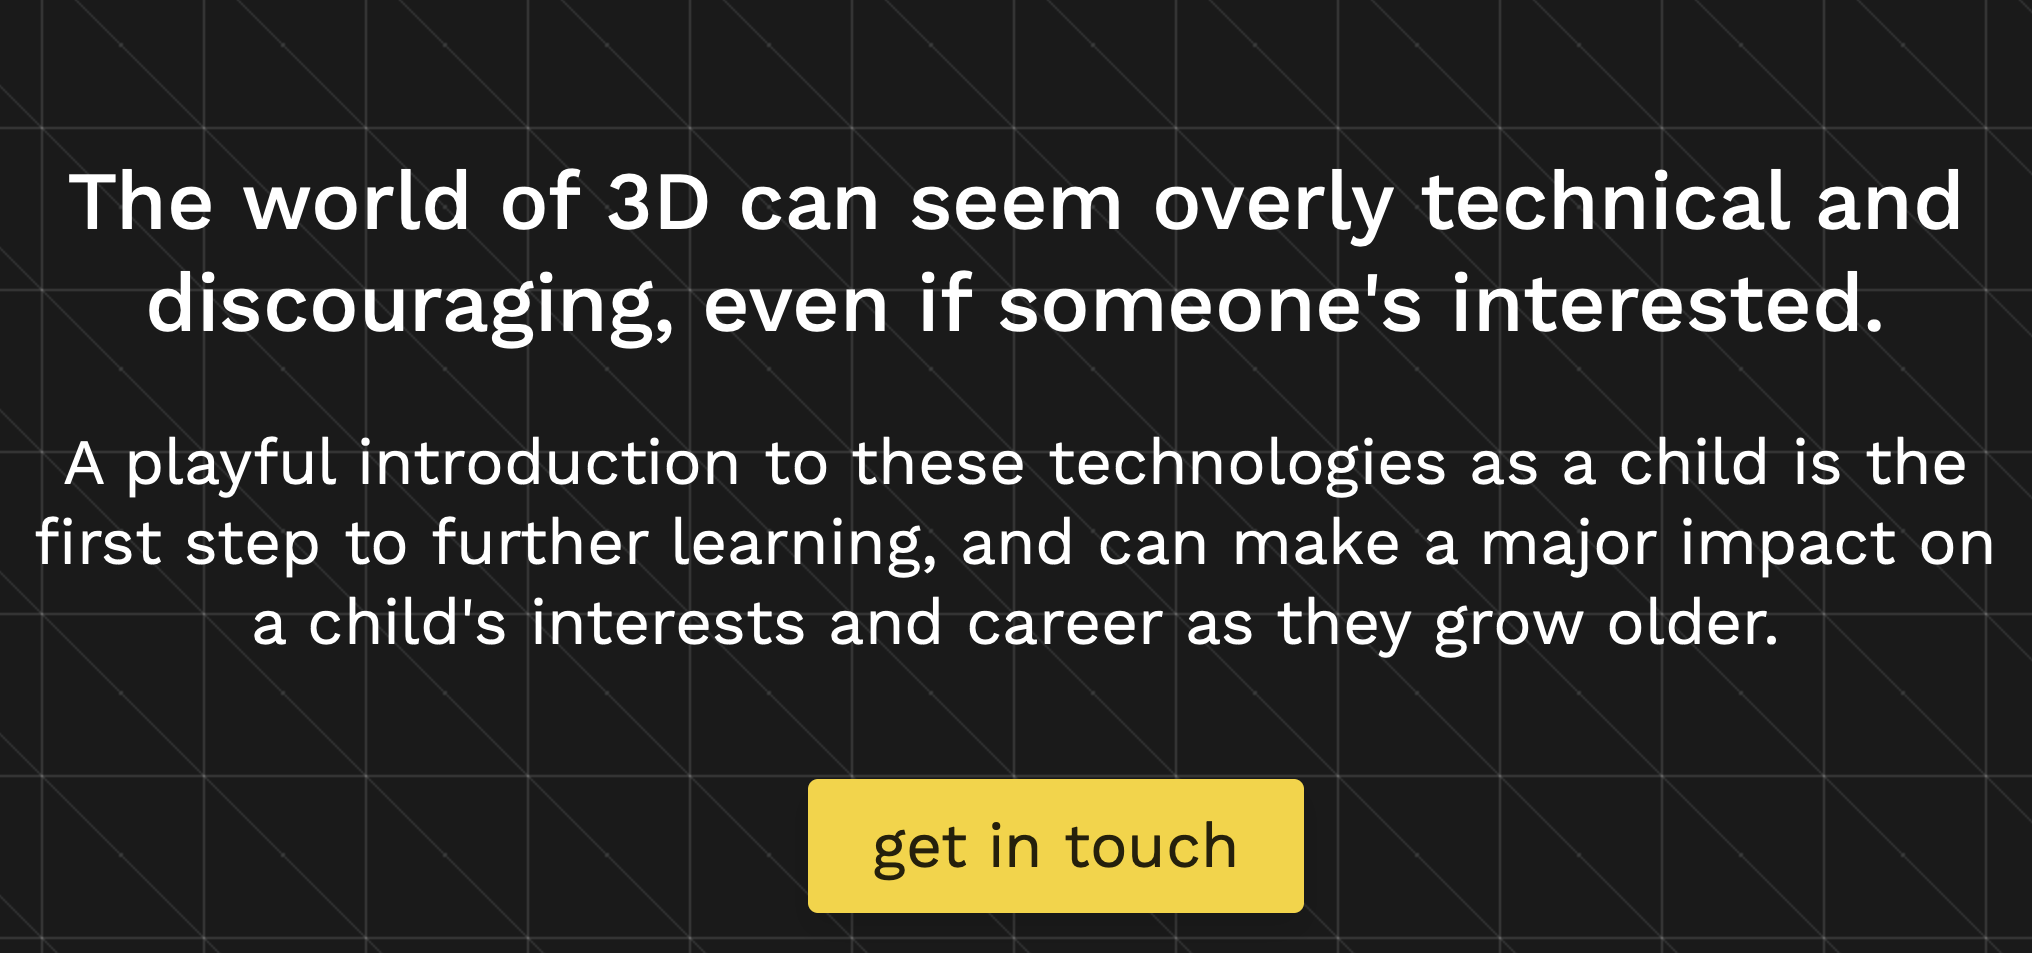 The world of 3D can seem overly technical and
discouraging, even if someone's interested.
A playful introduction to these technologies as a child is the
first step to further learning, and can make a major impact on
a child's interests and career as they grow older.
get in touch